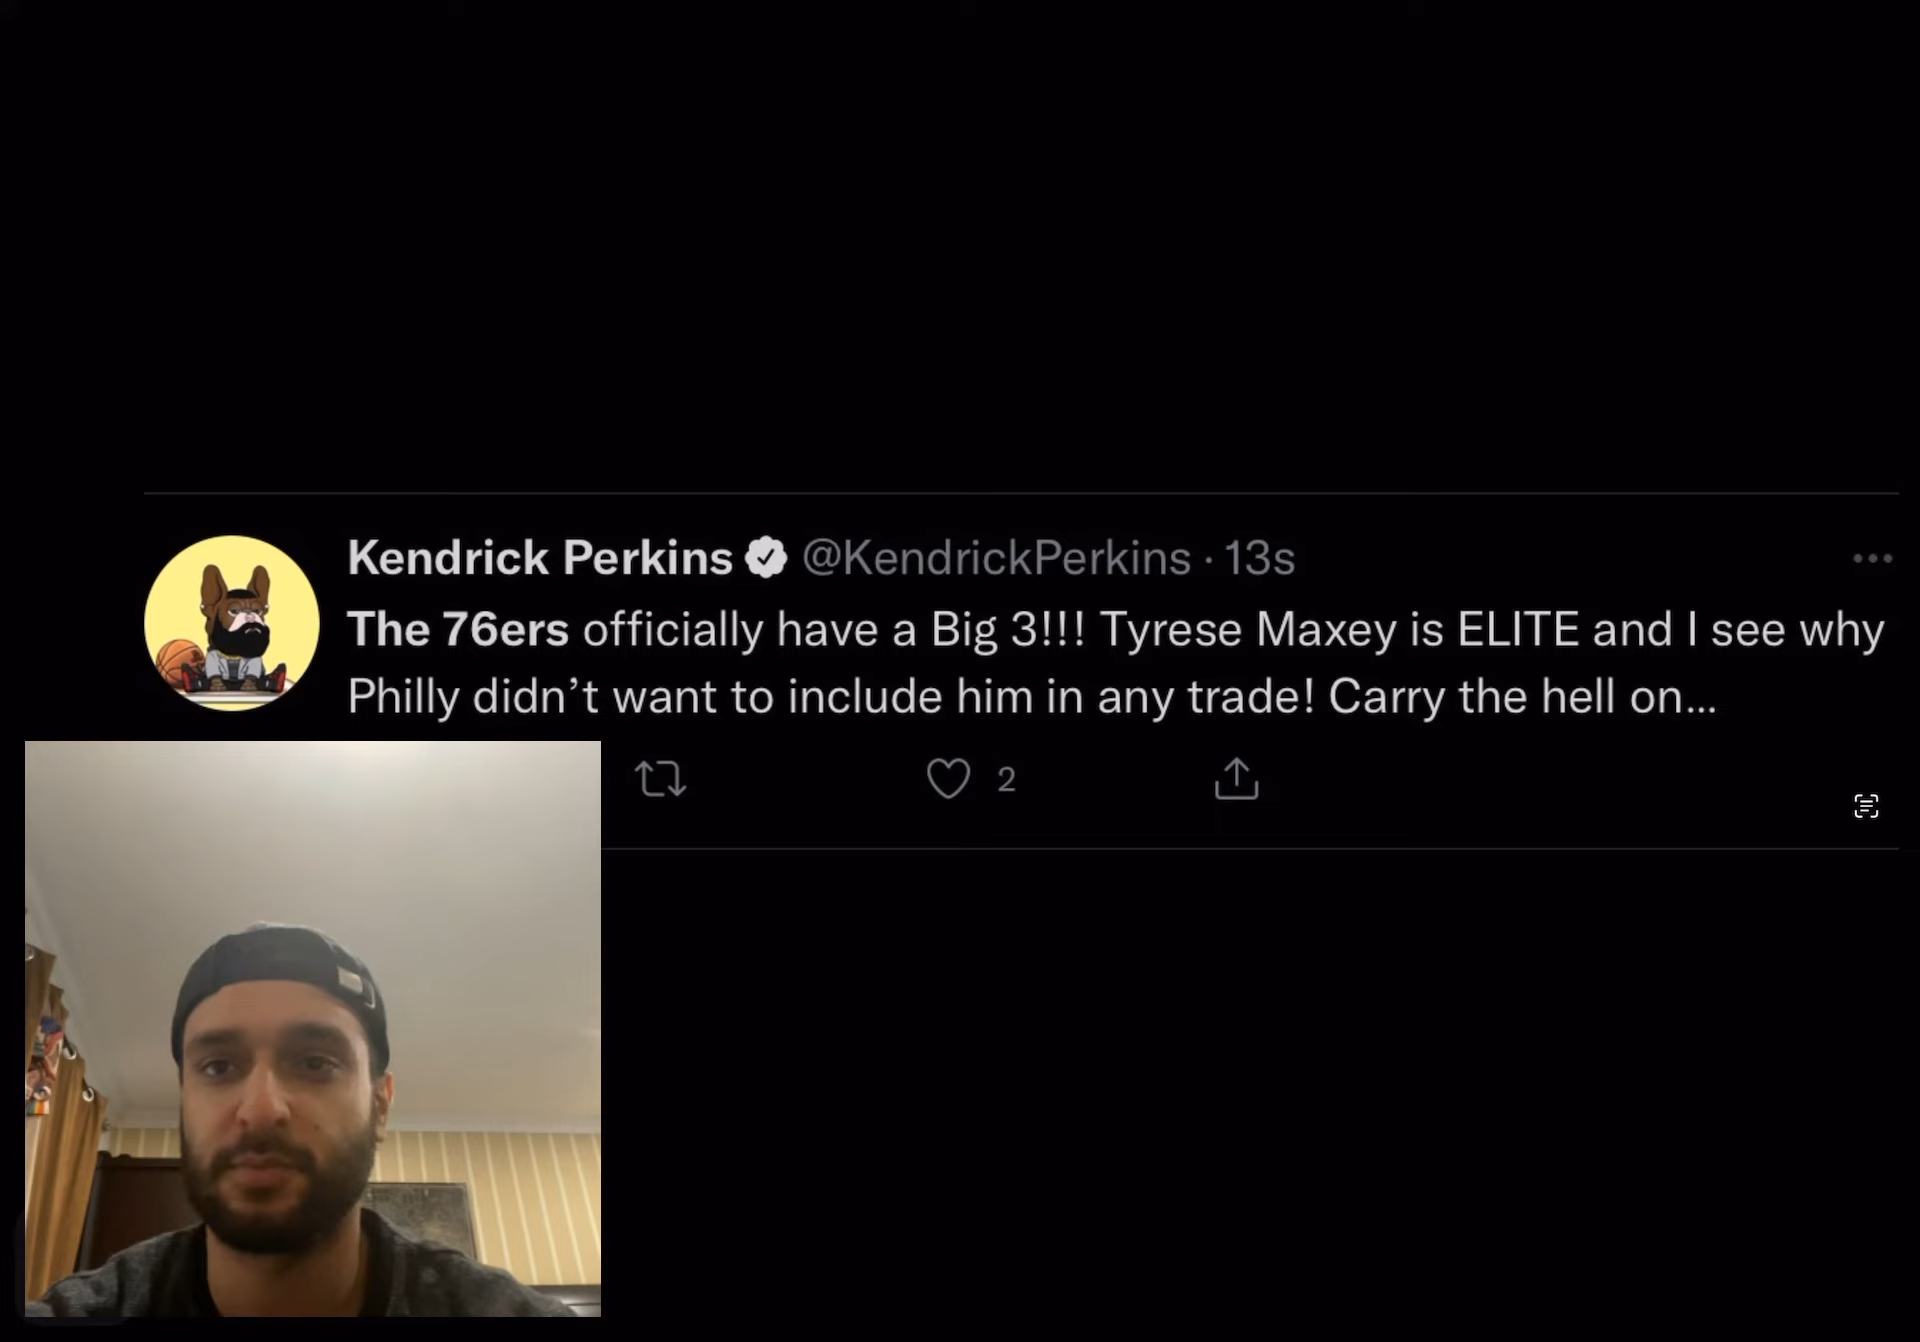 Kendrick Perkins @KendrickPerkins · 13s
The 76ers officially have a Big 3!!! Tyrese Maxey is ELITE and I see why
Philly didn’t want to include him in any trade! Carry the hell on...
2